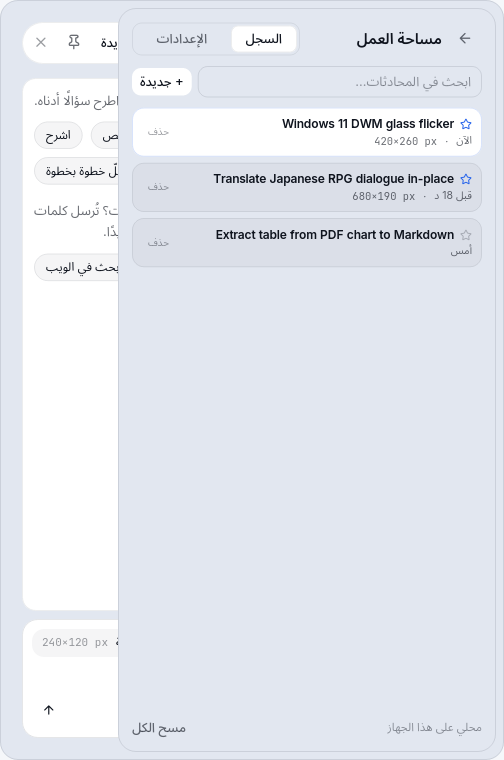 مساحة العمل
السجل
الإعدادات
ابحث في المحادثات...
+ جديدة
Windows 11 DWM glass flicker
الآن · 420×260 px
حذف
Translate Japanese RPG dialogue in-place
قبل 18 د · 680×190 px
حذف
Extract table from PDF chart to Markdown
أمس
حذف
محلي على هذا الجهاز
مسح الكل
اطرح سؤالًا أدناه.
اشرح
خطوة بخطوة
تُرسل كلمات
بحث في الويب
240×120 px